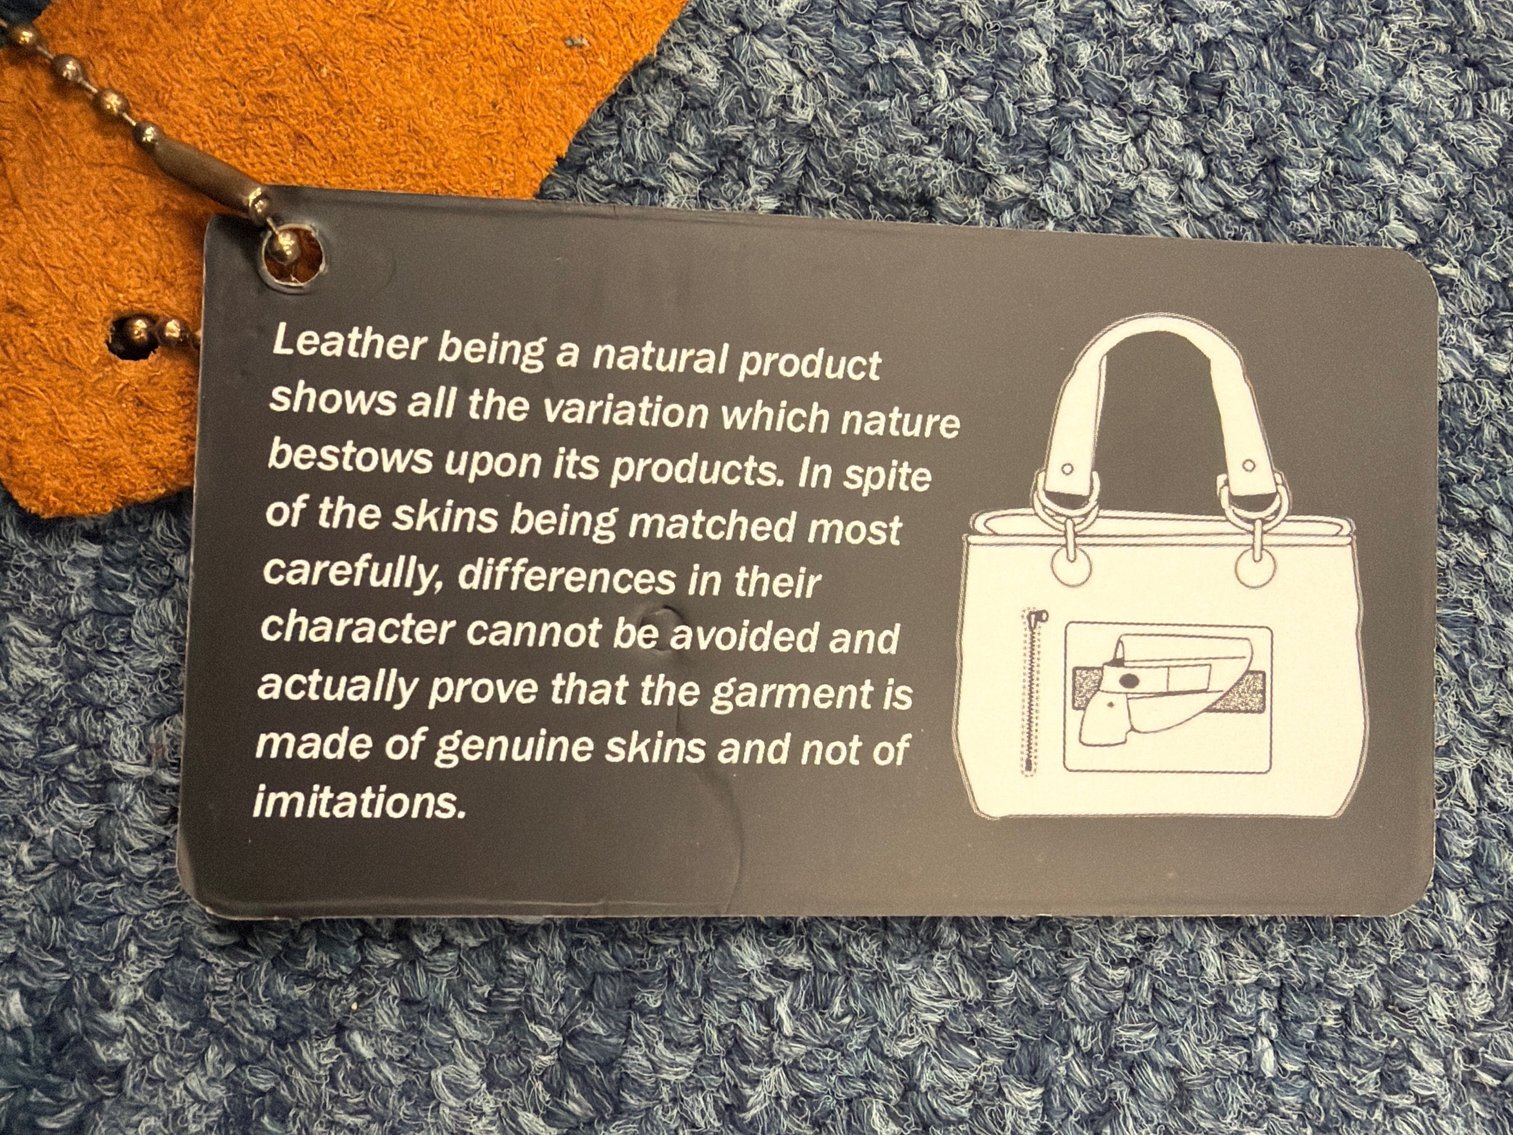 Leather being a natural product
shows all the variation which nature
bestows upon its products. In spite
of the skins being matched most
carefully, differences in their
character cannot be avoided and
actually prove that the garment is
made of genuine skins and not of
imitations.